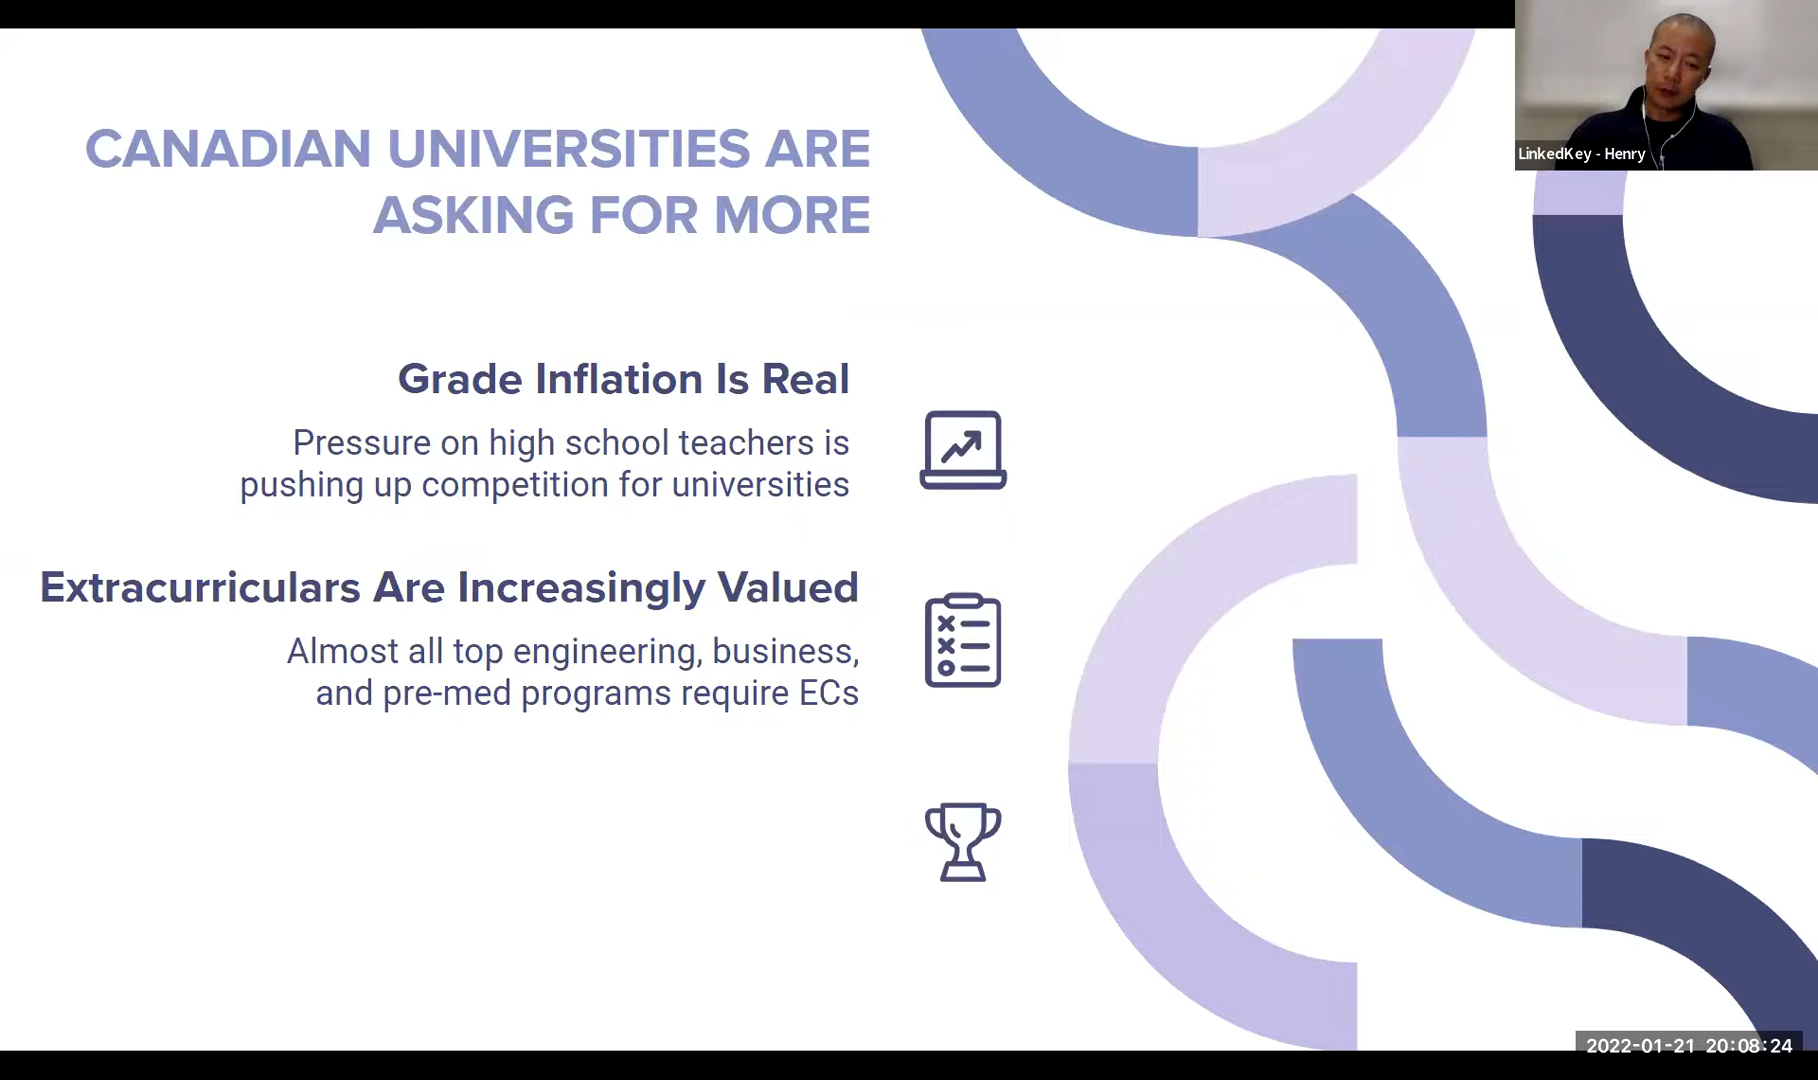 CANADIAN UNIVERSITIES ARE
ASKING FOR MORE
Grade Inflation Is Real
Pressure on high school teachers is
pushing up competition for universities
Extracurriculars Are Increasingly Valued
Almost all top engineering, business,
and pre-med programs require ECs
LinkedKey - Henry
2022-01-21 20:08:24